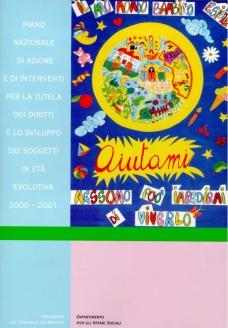 PIANO
NAZIONALE
DI AZIONE
E DI INTERVENTI
PER LA TUTELA
DEI DIRITTI
E LO SVILUPPO
DEI SOGGETTI
IN ETÀ
EVOLUTIVA
2000 - 2001
IL MIO MONDO BAMBINO
Aiutami
NESSUNO PUÒ IMPEDIRMI
DI VIVERLO
PRESIDENZA
DEL CONSIGLIO DEI MINISTRI
DIPARTIMENTO
PER GLI AFFARI SOCIALI